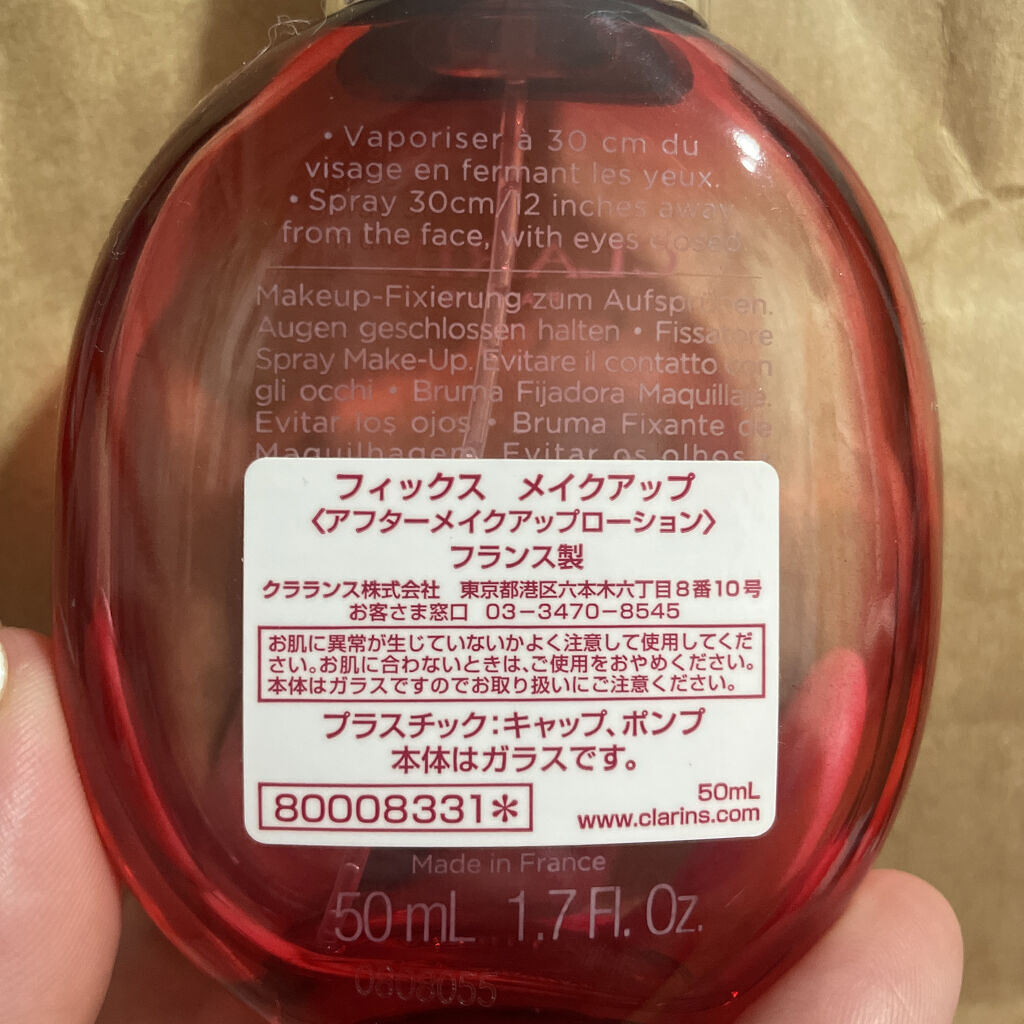 • Vaporiser à 30 cm du
visage en fermant les yeux.
• Spray 30cm/12 inches away
from the face, with eyes closed.
Makeup-Fixierung zum Aufsprühen.
Augen geschlossen halten • Fissatore
Spray Make-Up. Evitare il contatto con
gli occhi • Bruma Fijadora Maquillaje.
Evitar los ojos • Bruma Fixante de
Maquilhagem. Evitar os olhos.
フィックス メイクアップ
〈アフターメイクアップローション〉
フランス製
クラランス株式会社 東京都港区六本木六丁目8番10号
お客さま窓口 03-3470-8545
お肌に異常が生じていないかよく注意して使用してくだ
さい。お肌に合わないときは、ご使用をおやめください。
本体はガラスですのでお取り扱いにご注意ください。
プラスチック:キャップ、ポンプ
本体はガラスです。
80008331*
50mL
www.clarins.com
Made in France
50 mL 1.7 Fl. Oz.
0808055